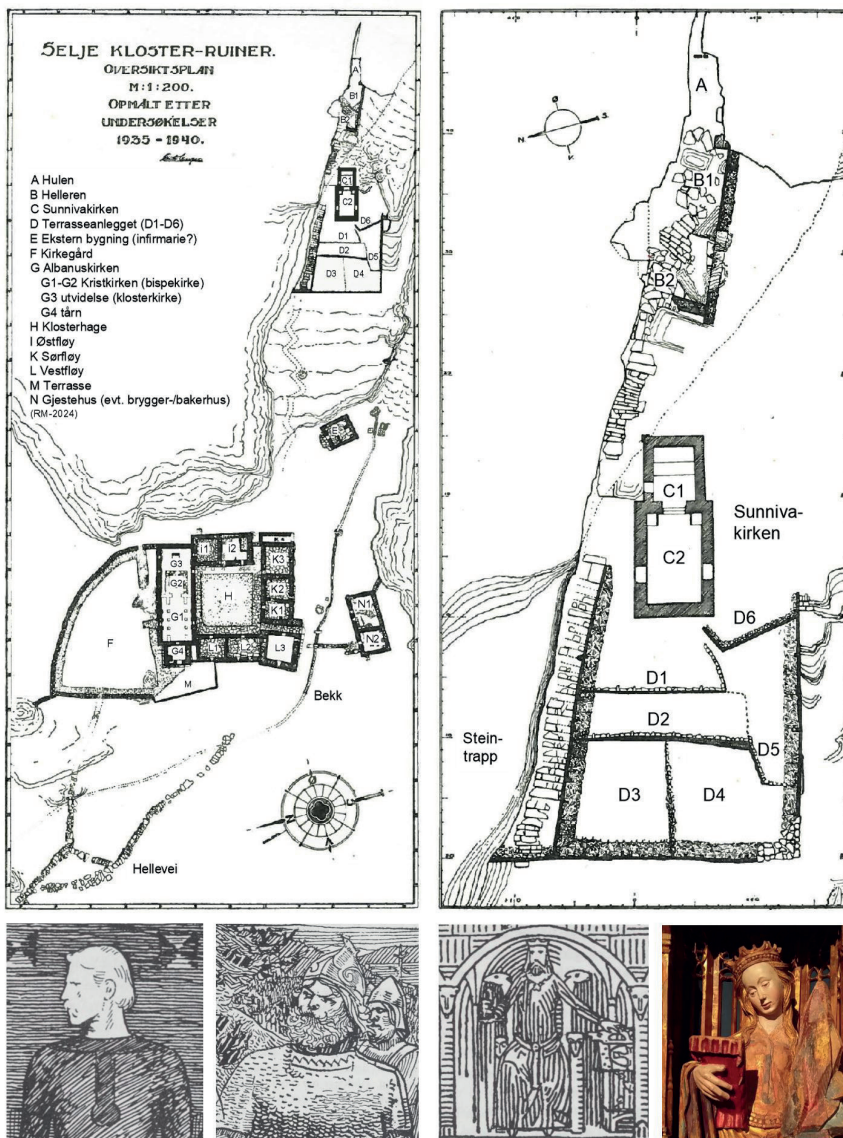 SELJE KLOSTER-RUINER.
OVERSIKTSPLAN
M:1:200.
OPMÅLT ETTER
UNDERSØKELSER
1935-1940.
A Hulen
B Helleren
C Sunnivakirken
D Terrasseanlegget (D1-D6)
E Ekstern bygning (infirmarie?)
F Kirkegård
G Albanuskirken
G1-G2 Kristkirken (bispekirke)
G3 utvidelse (klosterkirke)
G4 tårn
H Klosterhage
I Østfløy
K Sørfløy
L Vestfløy
M Terrasse
N Gjestehus (evt. brygger-/bakerhus)
(RM-2024)
A
B1
B2
C1
C2
D6
D1
D2
D5
D3 D4
I1 I2
G3
K3
G2
H
K2
N1
G1
K1
F
N2
G4
L1 L2 L3
M
Bekk
Hellevei
A
N. S.
V.
B1
B2
C1
Sunniva-
kirken
C2
D6
D1
D2
Stein-
trapp
D5
D3 D4